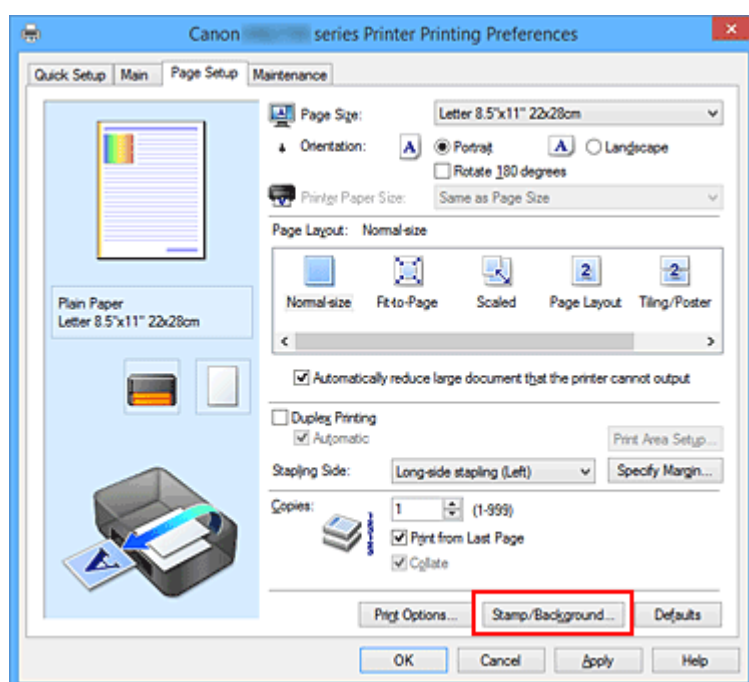 Canon series Printer Printing Preferences
Quick Setup Main Page Setup Maintenance
Page Size: Letter 8.5"x11" 22x28cm
Orientation: A Portrait A Landscape
Rotate 180 degrees
Printer Paper Size: Same as Page Size
Page Layout: Normal-size
2 2
Normal-size Fit-to-Page Scaled Page Layout Tiling/Poster
Plain Paper
Letter 8.5"x11" 22x28cm
Automatically reduce large document that the printer cannot output
Duplex Printing
Automatic
Print Area Setup...
Stapling Side: Long-side stapling (Left) Specify Margin...
Copies: 1 (1-999)
Print from Last Page
Collate
A
Print Options... Stamp/Background... Defaults
OK Cancel Apply Help